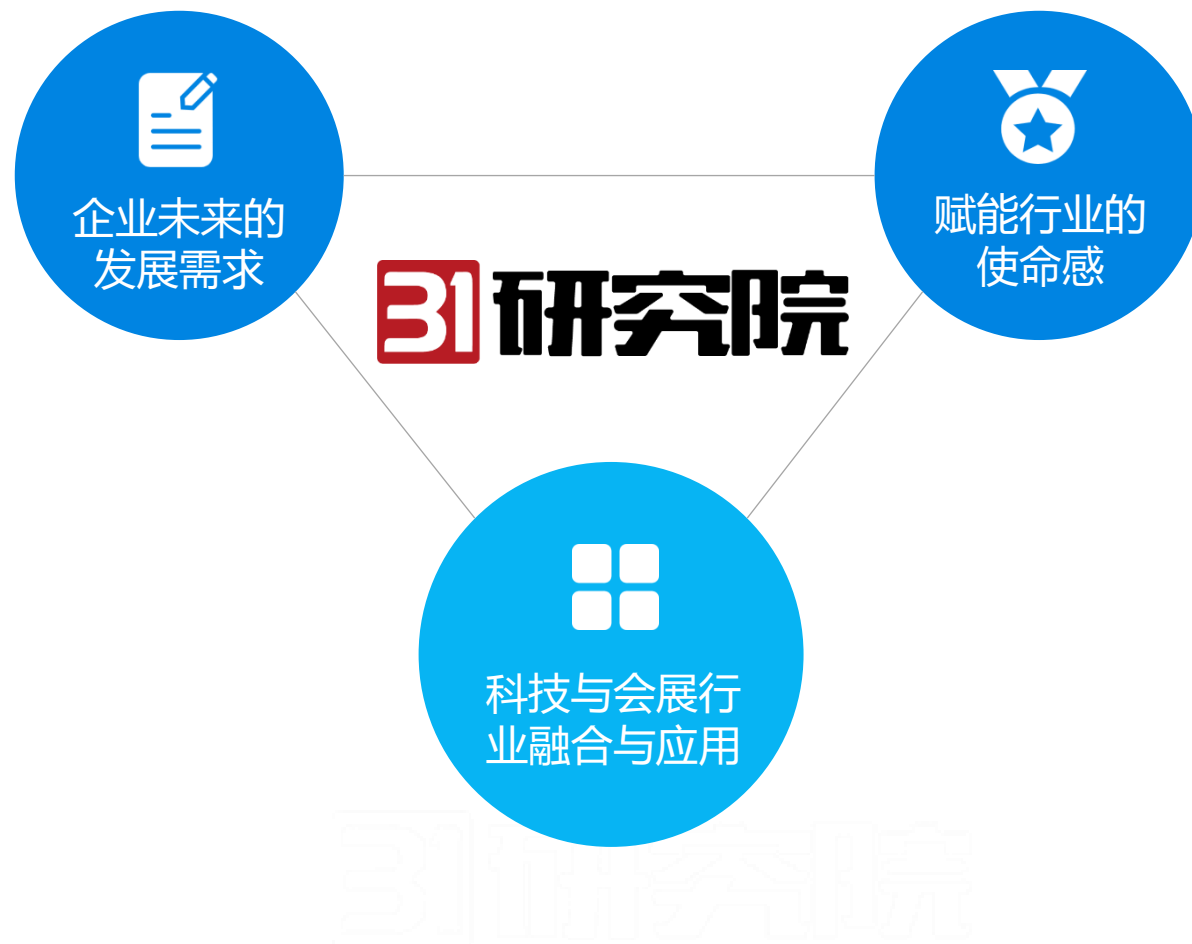 企业未来的
发展需求
赋能行业的
使命感
31研究院
科技与会展行
业融合与应用
31研究院